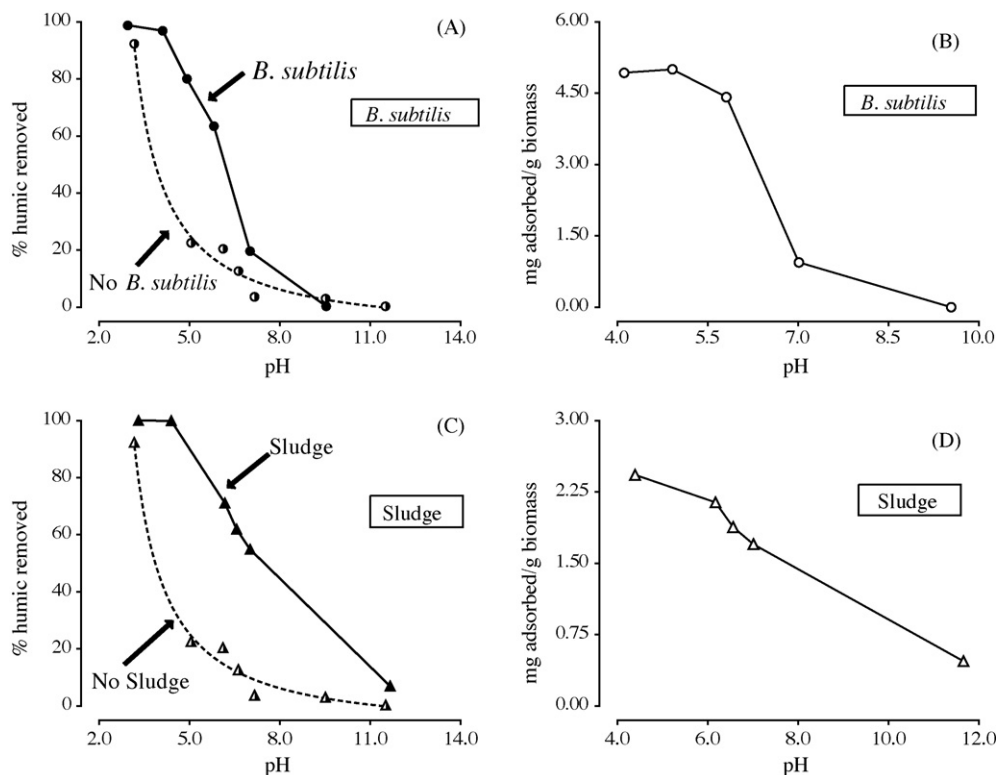 (A)
100
80
60
40
20
0
% humic removed
B. subtilis
B. subtilis
No B. subtilis
2.0 5.0 8.0 11.0 14.0
pH
(B)
6.00
4.50
3.00
1.50
0.00
mg adsorbed/g biomass
B. subtilis
4.0 5.5 7.0 8.5 10.0
pH
(C)
100
80
60
40
20
0
% humic removed
Sludge
Sludge
No Sludge
2.0 5.0 8.0 11.0 14.0
pH
(D)
3.00
2.25
1.50
0.75
0.00
mg adsorbed/g biomass
Sludge
4.0 6.0 8.0 10.0 12.0
pH